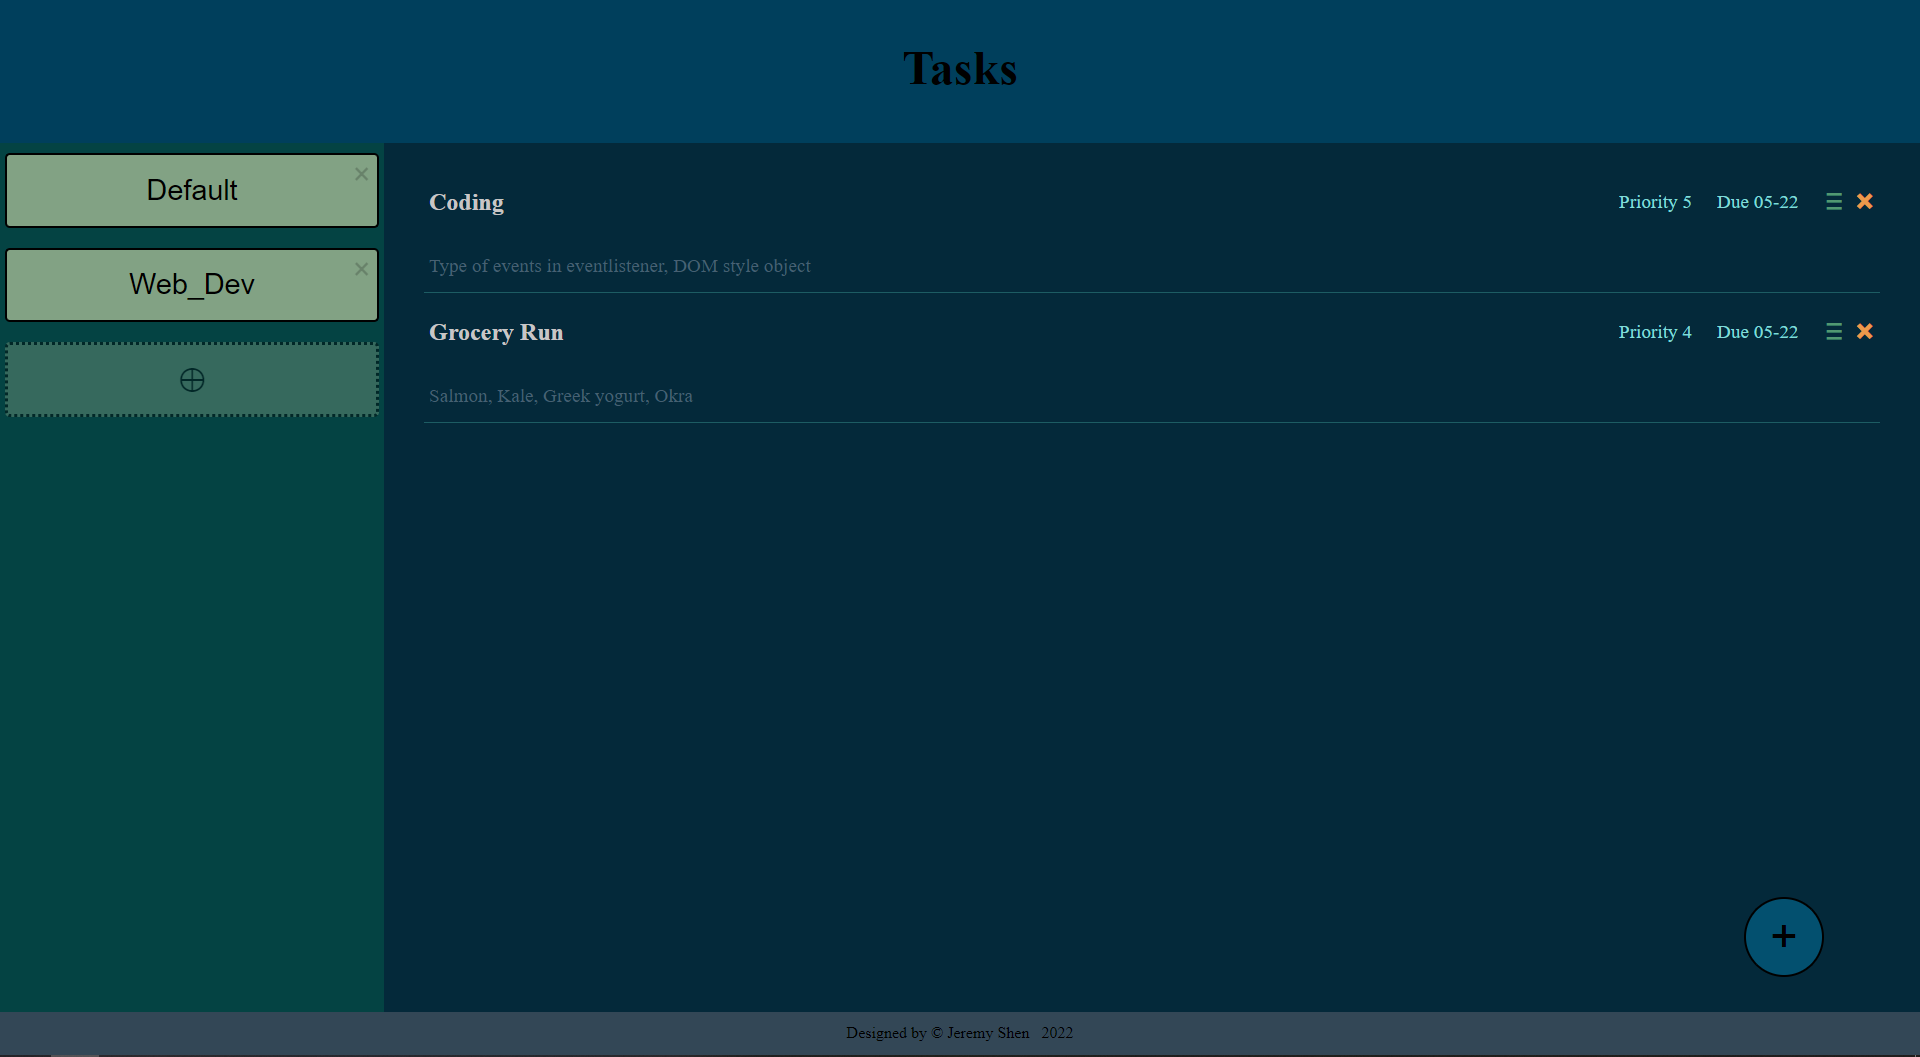 Tasks
Default
Web_Dev
Coding
Priority 5 Due 05-22
Type of events in eventlistener, DOM style object
Grocery Run
Priority 4 Due 05-22
Salmon, Kale, Greek yogurt, Okra
Designed by © Jeremy Shen 2022